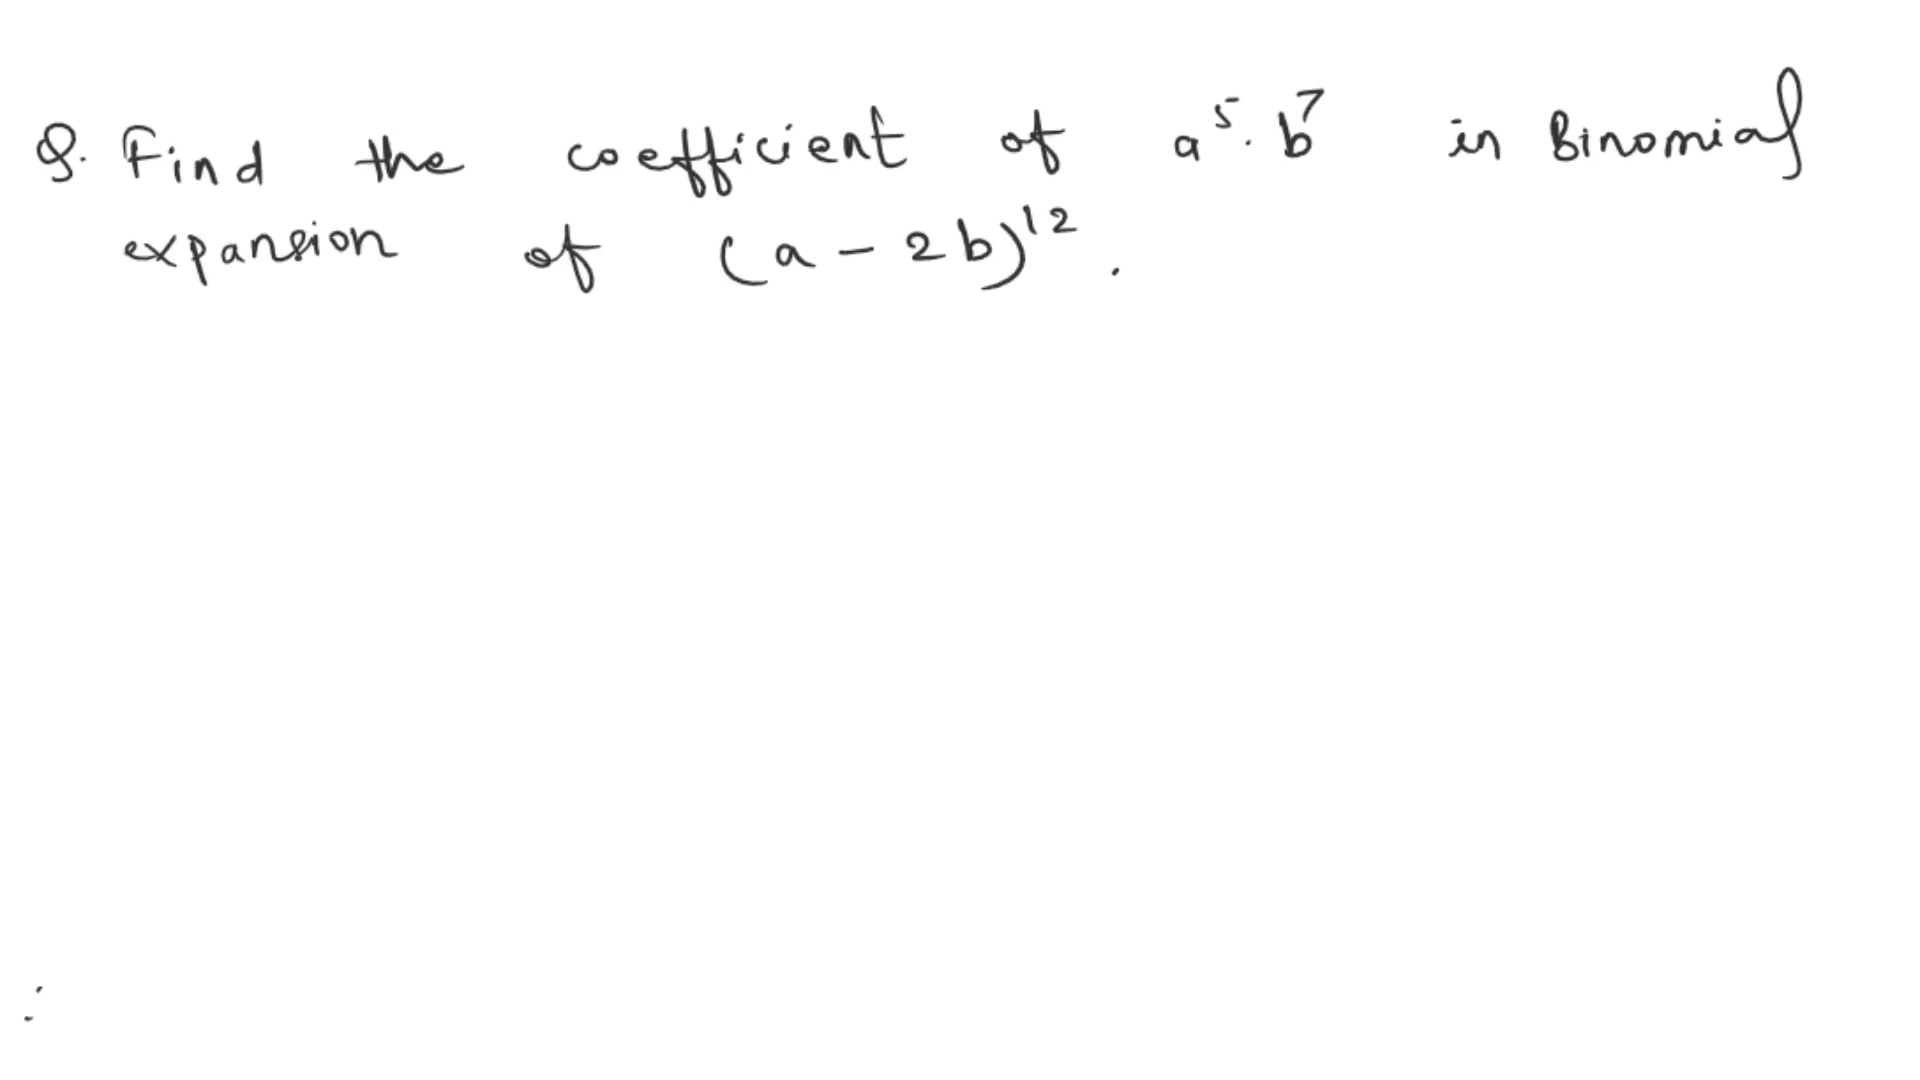 Q. Find the coefficient of a⁵. b⁷ in Binomial
expansion of (a - 2b)¹² .